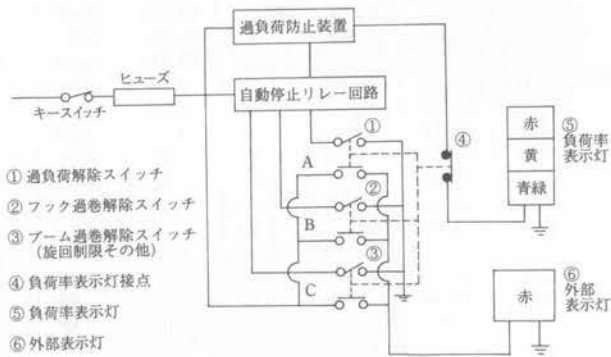 過負荷防止装置
ヒューズ
自動停止リレー回路
キースイッチ
①
④
赤
黄
青緑
⑤
負荷率
表示灯
A
②
B
③
C
① 過負荷解除スイッチ
② フック過巻解除スイッチ
③ ブーム過巻解除スイッチ
(旋回制限その他)
④ 負荷率表示灯接点
⑤ 負荷率表示灯
⑥ 外部表示灯
赤
⑥
外部
表示灯